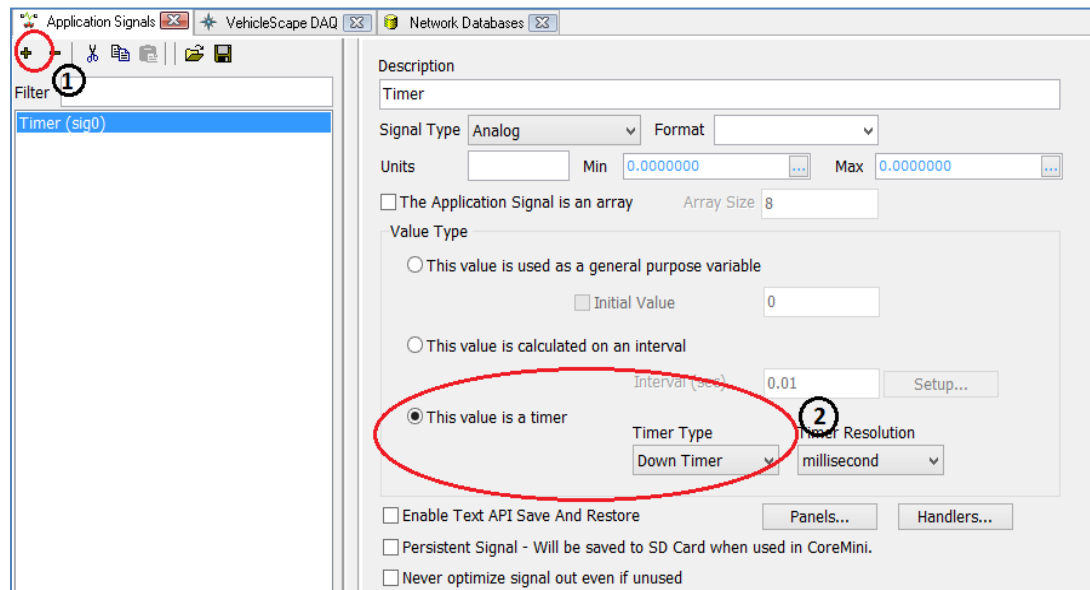 Application Signals VehicleScape DAQ Network Databases
1
Filter
Timer (sig0)
Description
Timer
Signal Type Analog Format
Units Min 0.0000000 ... Max 0.0000000 ...
The Application Signal is an array Array Size 8
Value Type
This value is used as a general purpose variable
Initial Value 0
This value is calculated on an interval
Interval (sec) 0.01 Setup...
This value is a timer
2
Timer Type Timer Resolution
Down Timer millisecond
Enable Text API Save And Restore Panels... Handlers...
Persistent Signal - Will be saved to SD Card when used in CoreMini.
Never optimize signal out even if unused